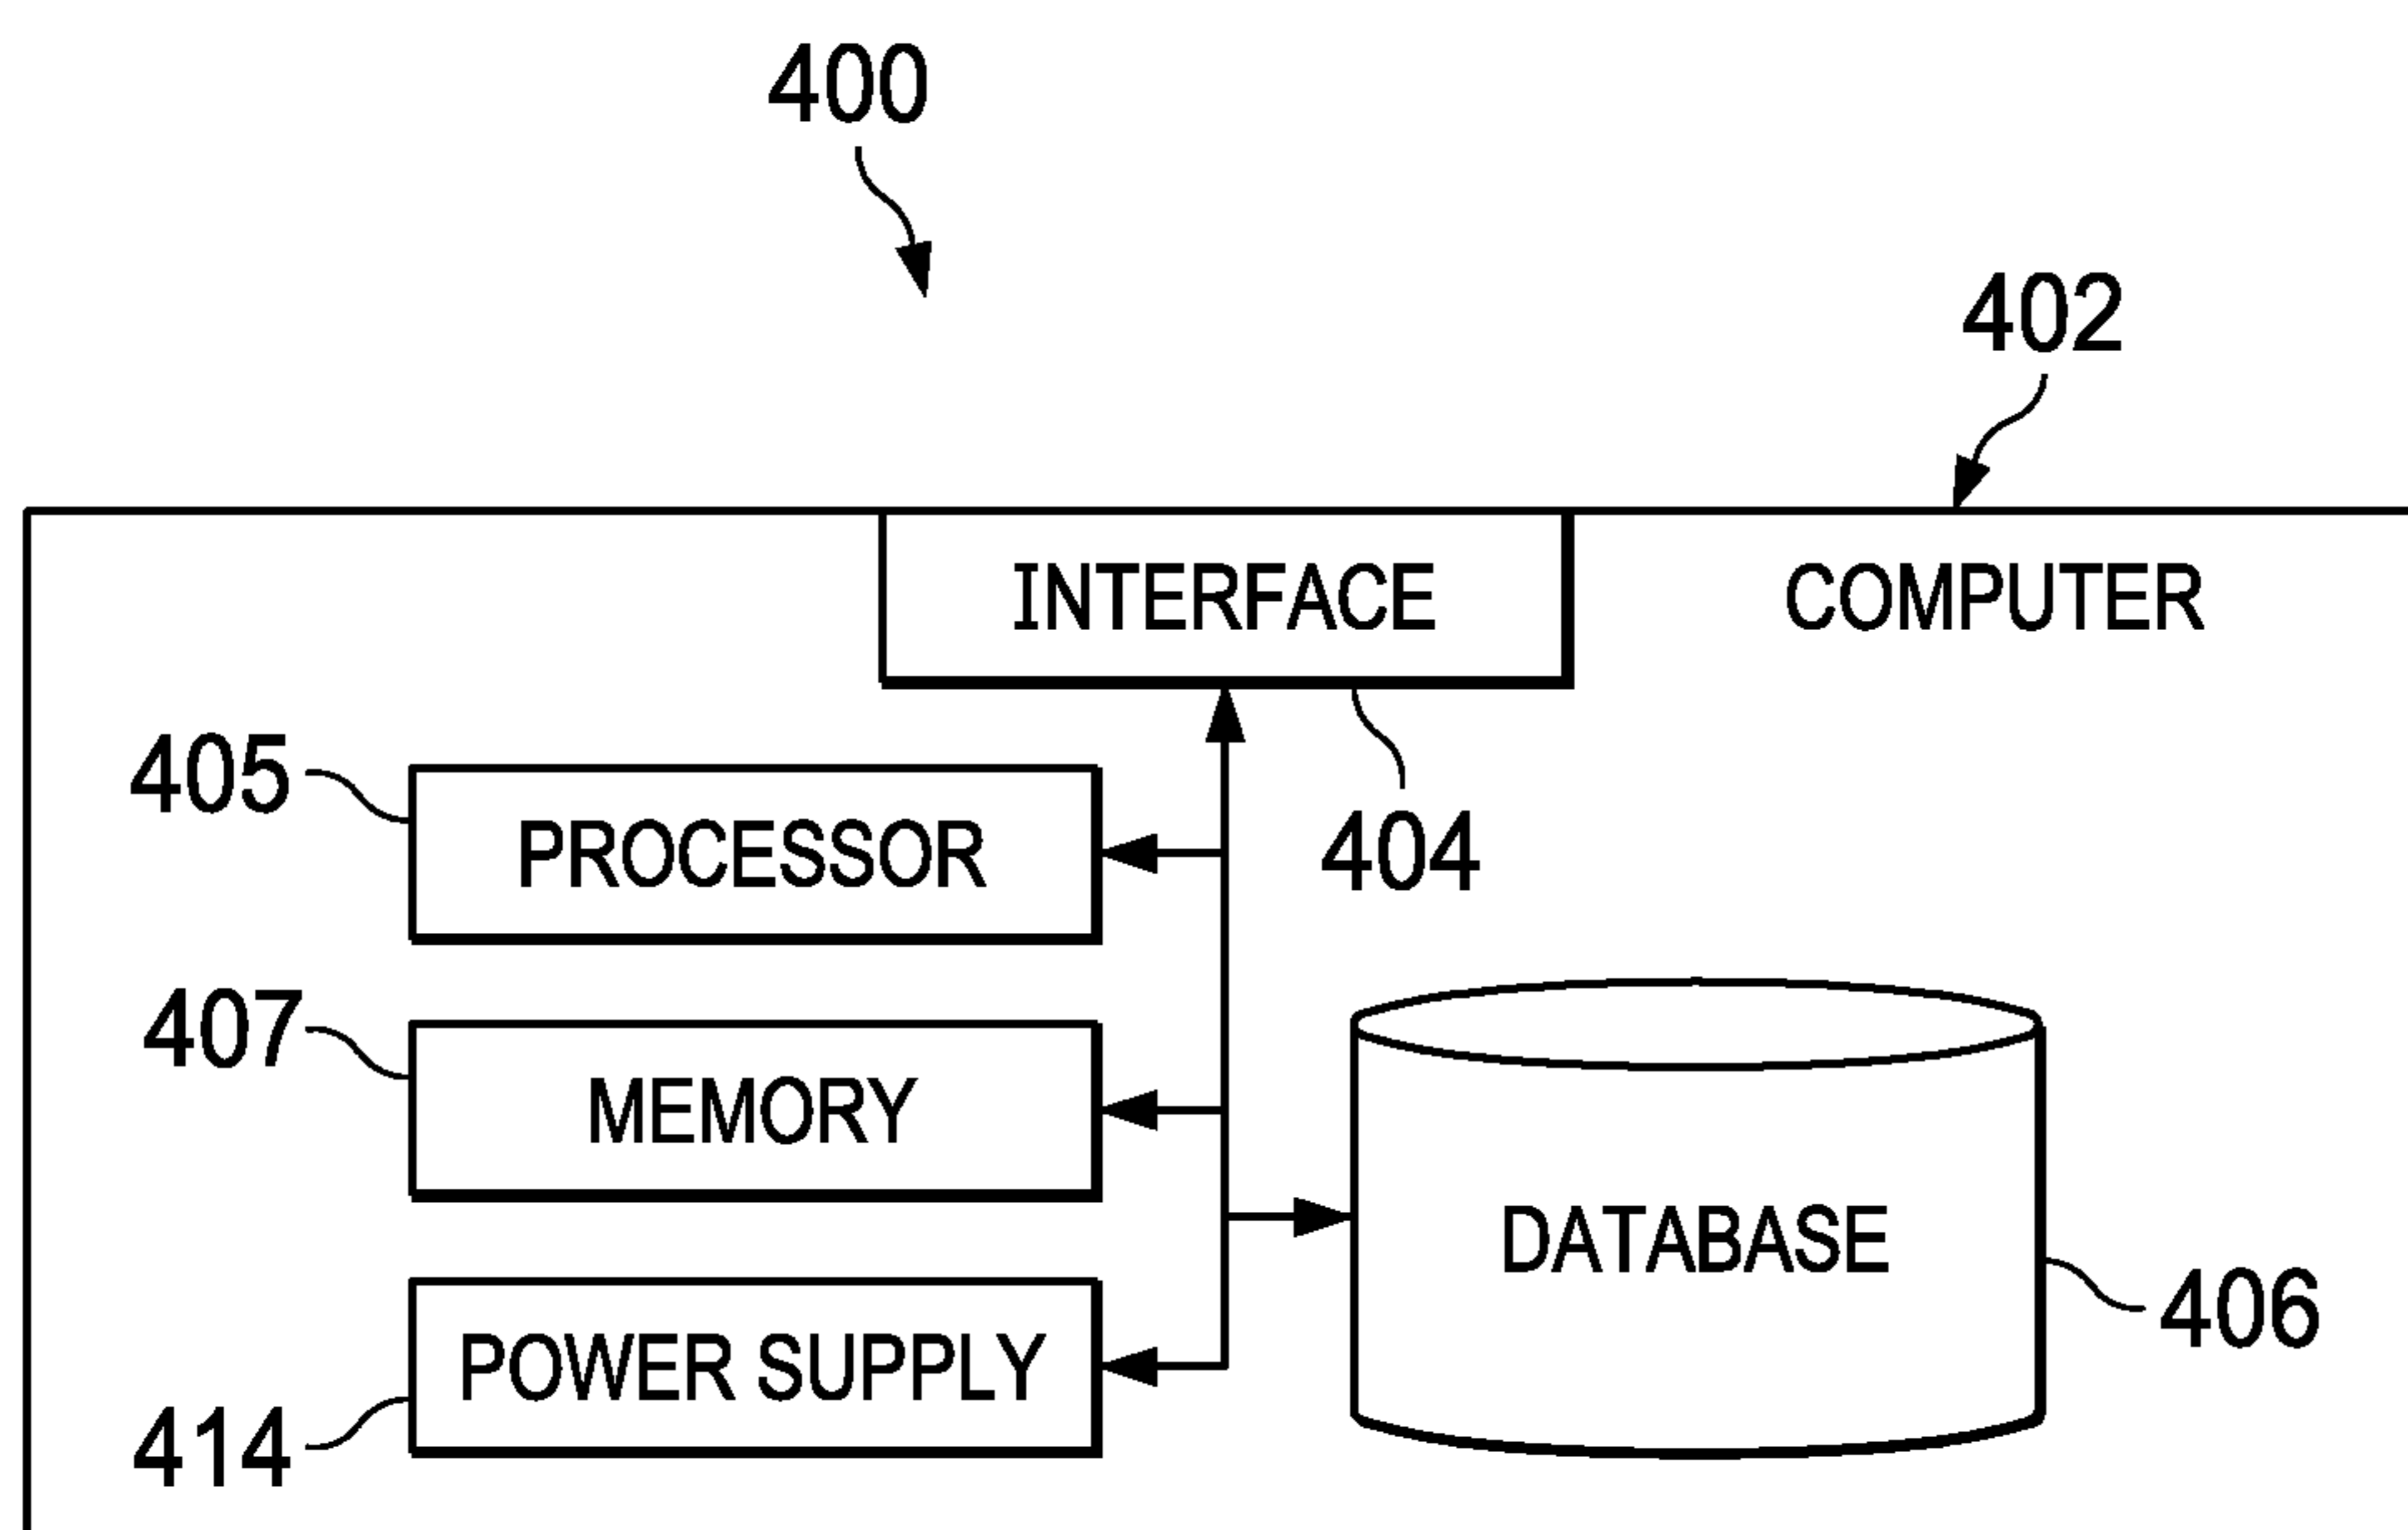 400
402
INTERFACE
COMPUTER
405
PROCESSOR
404
407
MEMORY
DATABASE
406
POWER SUPPLY
414